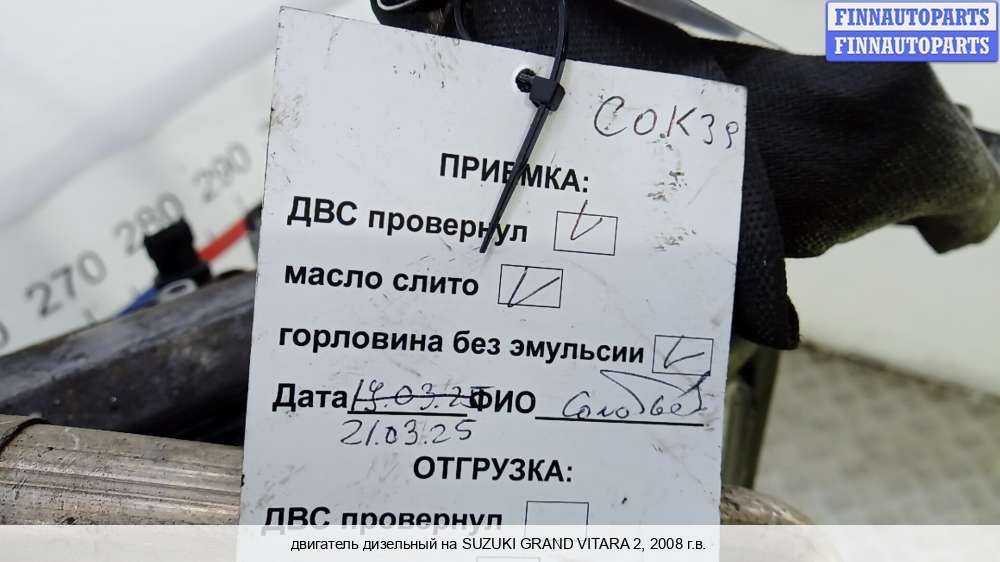 FINNAUTOPARTS
FINNAUTOPARTS
СОК39
ПРИЕМКА:
ДВС провернул
масло слито
горловина без эмульсии
Дата 19.03.25 ФИО
21.03.25
ОТГРУЗКА:
ДВС провернул
270 280 290
двигатель дизельный на SUZUKI GRAND VITARA 2, 2008 г.в.